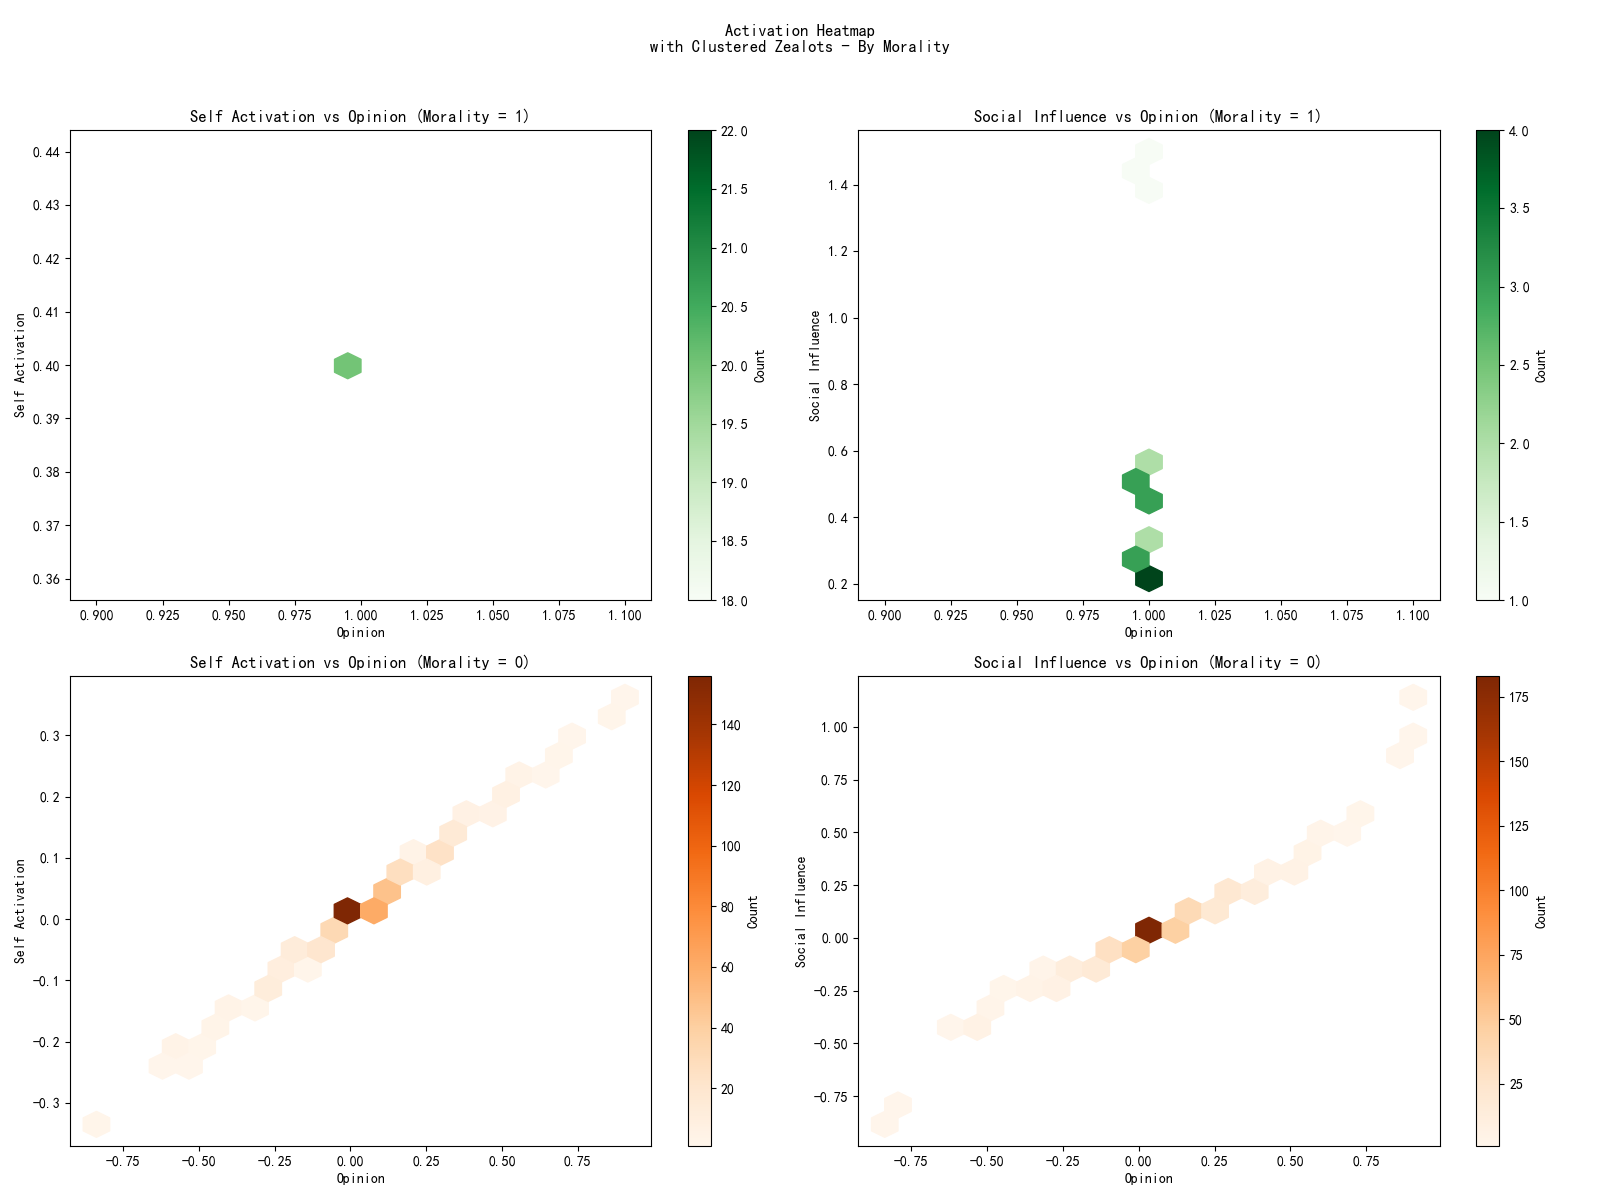 Activation Heatmap
with Clustered Zealots - By Morality
Self Activation vs Opinion (Morality = 1)
0.44
0.43
0.42
0.41
0.40
0.39
0.38
0.37
0.36
Self Activation
0.900 0.925 0.950 0.975 1.000 1.025 1.050 1.075 1.100
Opinion
22.0
21.5
21.0
20.5
20.0
19.5
19.0
18.5
18.0
Count
Social Influence vs Opinion (Morality = 1)
1.4
1.2
1.0
0.8
0.6
0.4
0.2
Social Influence
0.900 0.925 0.950 0.975 1.000 1.025 1.050 1.075 1.100
Opinion
4.0
3.5
3.0
2.5
2.0
1.5
1.0
Count
Self Activation vs Opinion (Morality = 0)
0.3
0.2
0.1
0.0
−0.1
−0.2
−0.3
Self Activation
−0.75 −0.50 −0.25 0.00 0.25 0.50 0.75
Opinion
140
120
100
80
60
40
20
Count
Social Influence vs Opinion (Morality = 0)
1.00
0.75
0.50
0.25
0.00
−0.25
−0.50
−0.75
Social Influence
−0.75 −0.50 −0.25 0.00 0.25 0.50 0.75
Opinion
175
150
125
100
75
50
25
Count